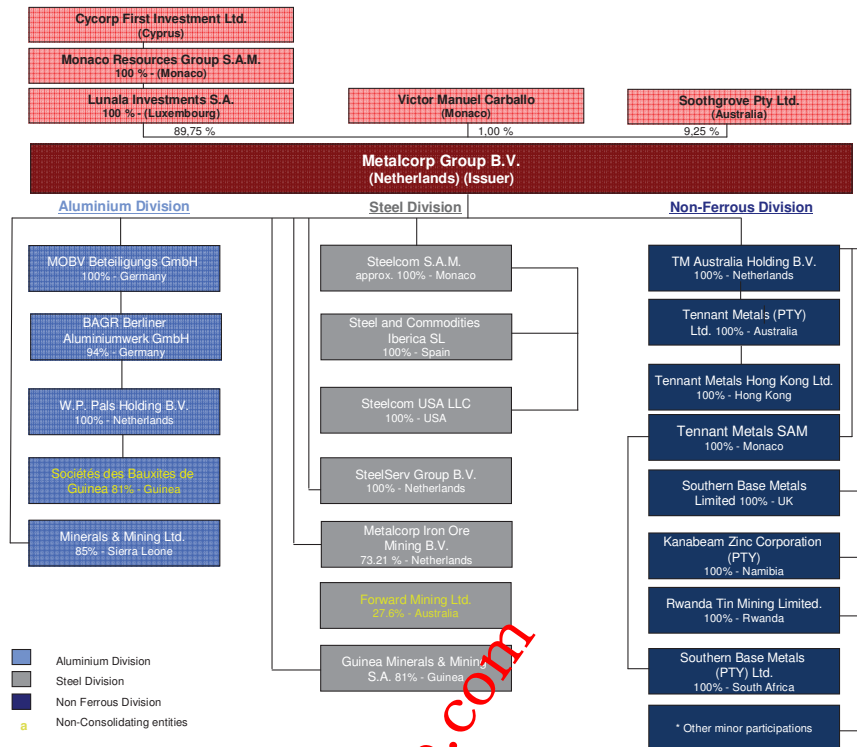 Cycorp First Investment Ltd.
(Cyprus)
Monaco Resources Group S.A.M.
100 % - (Monaco)
Lunala Investments S.A.
100 % - (Luxembourg)
Victor Manuel Carballo
(Monaco)
Soothgrove Pty Ltd.
(Australia)
89,75 %
1,00 %
9,25 %
Metalcorp Group B.V.
(Netherlands) (Issuer)
Aluminium Division
Steel Division
Non-Ferrous Division
MOBV Beteiligungs GmbH
100% - Germany
BAGR Berliner
Aluminiumwerk GmbH
94% - Germany
W.P. Pals Holding B.V.
100% - Netherlands
Sociétés des Bauxites de
Guinea 81% - Guinea
Minerals & Mining Ltd.
85% - Sierra Leone
Steelcom S.A.M.
approx. 100% - Monaco
Steel and Commodities
Iberica SL
100% - Spain
Steelcom USA LLC
100% - USA
SteelServ Group B.V.
100% - Netherlands
Metalcorp Iron Ore
Mining B.V.
73.21 % - Netherlands
Forward Mining Ltd.
27.6% - Australia
Guinea Minerals & Mining
S.A. 81% - Guinea
TM Australia Holding B.V.
100% - Netherlands
Tennant Metals (PTY)
Ltd. 100% - Australia
Tennant Metals Hong Kong Ltd.
100% - Hong Kong
Tennant Metals SAM
100% - Monaco
Southern Base Metals
Limited 100% - UK
Kanabeam Zinc Corporation
(PTY)
100% - Namibia
Rwanda Tin Mining Limited.
100% - Rwanda
Southern Base Metals
(PTY) Ltd.
100% - South Africa
* Other minor participations
Aluminium Division
Steel Division
Non Ferrous Division
a Non-Consolidating entities
.com